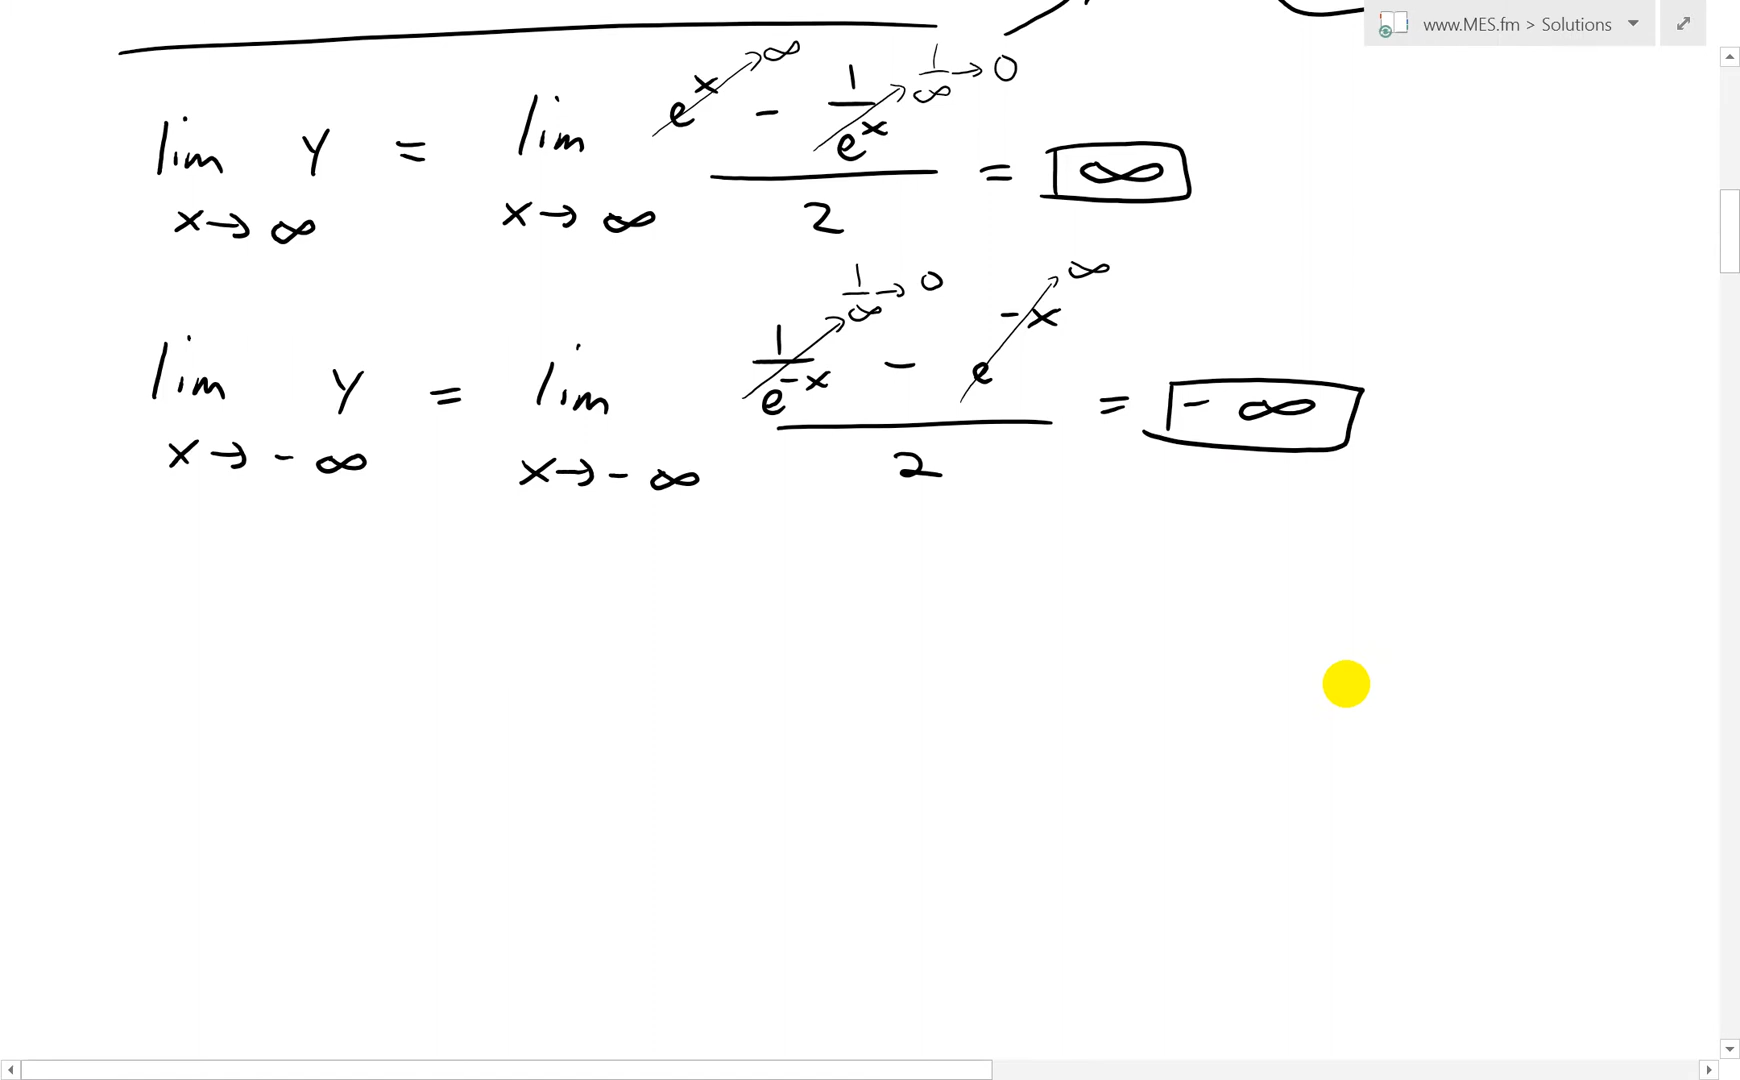 www.MES.fm > Solutions
lim x→∞ y = lim x→∞ (e^x →∞ - 1/e^x → 1/∞ → 0) / 2 = ∞
lim x→-∞ y = lim x→-∞ (1/e^-x → 1/∞ → 0 - e^-x → ∞) / 2 = -∞